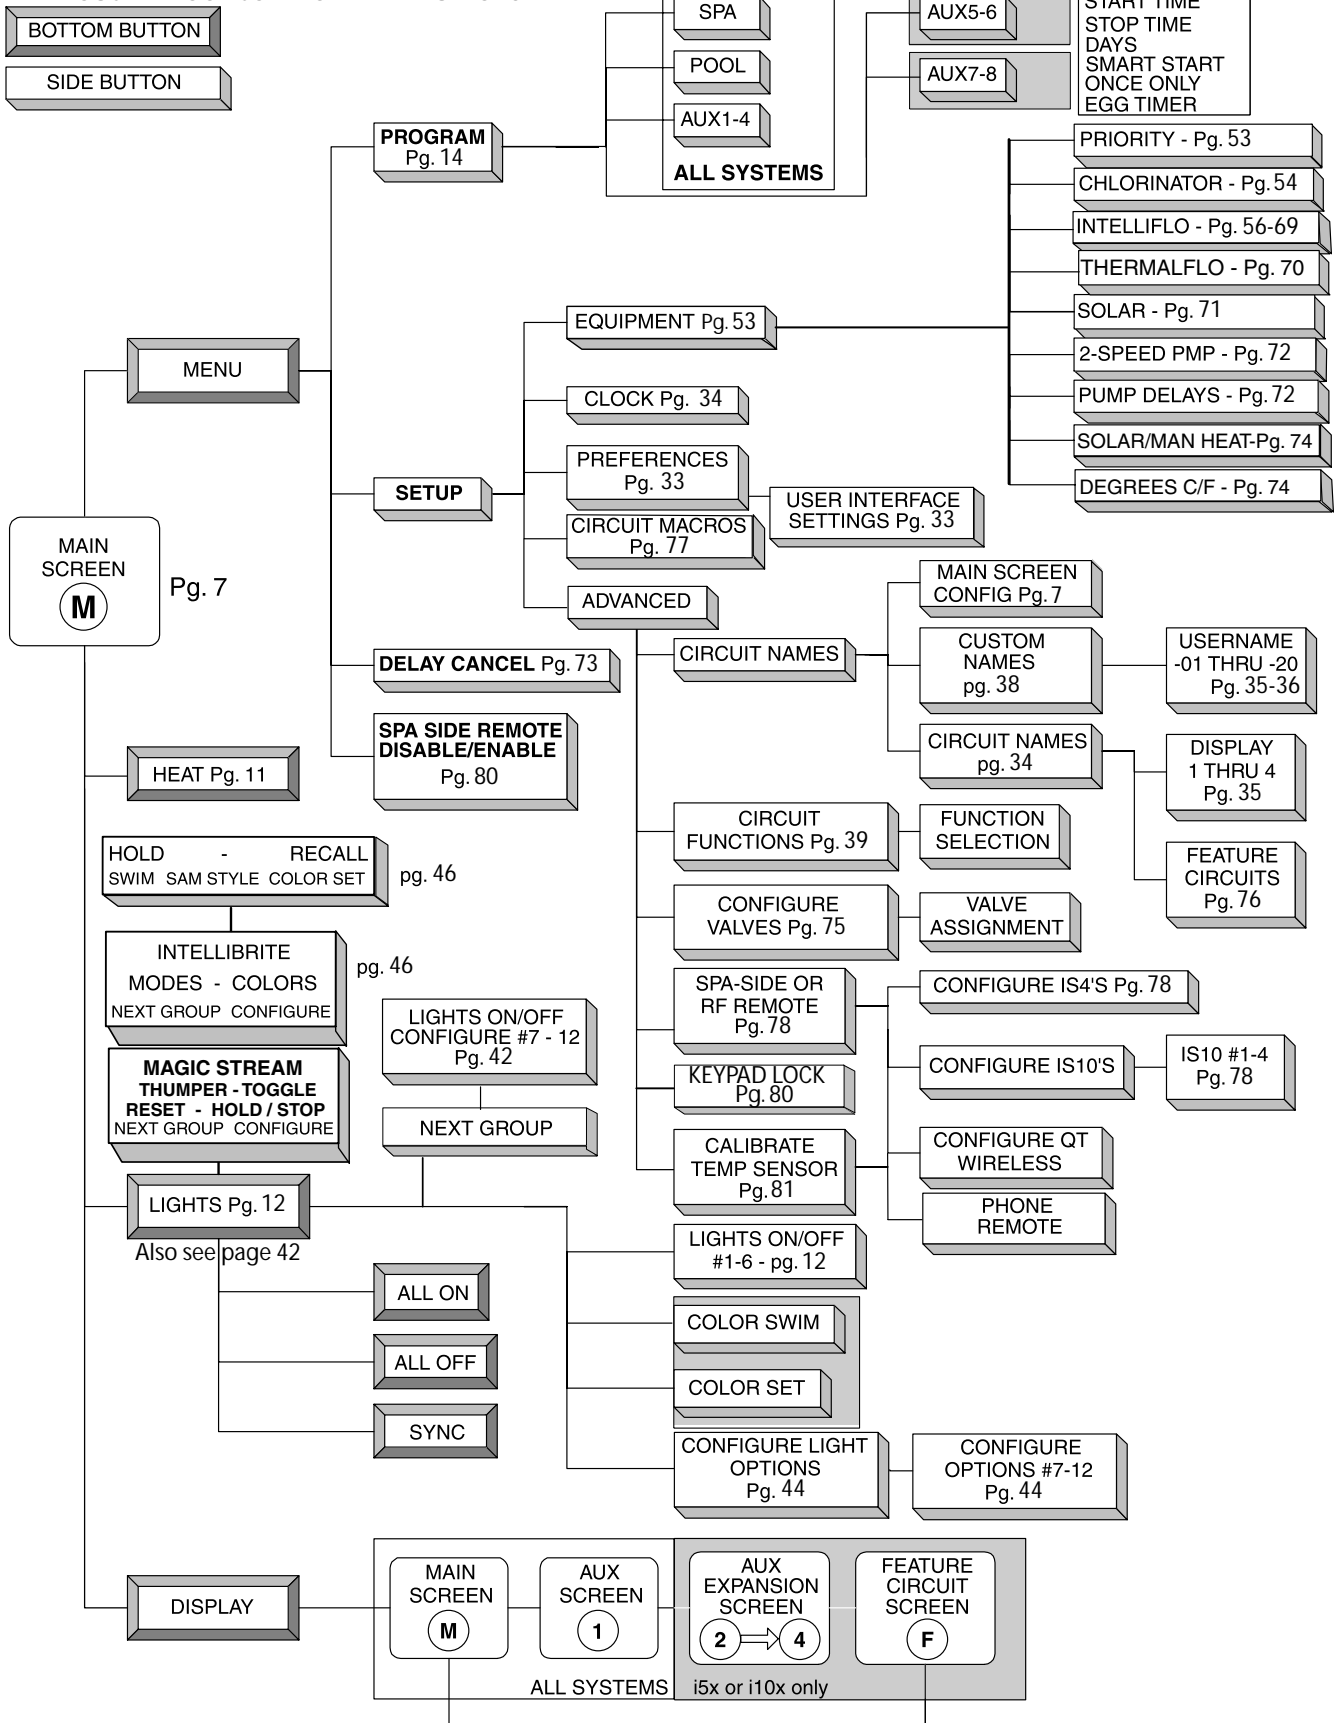 BOTTOM BUTTON
SIDE BUTTON
SPA
POOL
AUX1-4
ALL SYSTEMS
AUX5-6
AUX7-8
START TIME
STOP TIME
DAYS
SMART START
ONCE ONLY
EGG TIMER
PROGRAM
Pg. 14
PRIORITY - Pg. 53
CHLORINATOR - Pg. 54
INTELLIFLO - Pg. 56-69
THERMALFLO - Pg. 70
SOLAR - Pg. 71
2-SPEED PMP - Pg. 72
PUMP DELAYS - Pg. 72
SOLAR/MAN HEAT-Pg. 74
DEGREES C/F - Pg. 74
MENU
EQUIPMENT Pg. 53
CLOCK Pg. 34
PREFERENCES
Pg. 33
USER INTERFACE
SETTINGS Pg. 33
SETUP
CIRCUIT MACROS
Pg. 77
ADVANCED
MAIN
SCREEN
M
Pg. 7
DELAY CANCEL Pg. 73
SPA SIDE REMOTE
DISABLE/ENABLE
Pg. 80
CIRCUIT NAMES
MAIN SCREEN
CONFIG Pg. 7
CUSTOM
NAMES
pg. 38
USERNAME
-01 THRU -20
Pg. 35-36
CIRCUIT NAMES
pg. 34
DISPLAY
1 THRU 4
Pg. 35
FEATURE
CIRCUITS
Pg. 76
HEAT Pg. 11
CIRCUIT
FUNCTIONS Pg. 39
FUNCTION
SELECTION
CONFIGURE
VALVES Pg. 75
VALVE
ASSIGNMENT
HOLD - RECALL
SWIM SAM STYLE COLOR SET
pg. 46
INTELLIBRITE
MODES - COLORS
NEXT GROUP CONFIGURE
pg. 46
SPA-SIDE OR
RF REMOTE
Pg. 78
CONFIGURE IS4'S Pg. 78
CONFIGURE IS10'S
IS10 #1-4
Pg. 78
LIGHTS ON/OFF
CONFIGURE #7 - 12
Pg. 42
NEXT GROUP
MAGIC STREAM
THUMPER - TOGGLE
RESET - HOLD / STOP
NEXT GROUP CONFIGURE
KEYPAD LOCK
Pg. 80
CALIBRATE
TEMP SENSOR
Pg. 81
CONFIGURE QT
WIRELESS
PHONE
REMOTE
LIGHTS Pg. 12
Also see page 42
LIGHTS ON/OFF
#1-6 - pg. 12
ALL ON
ALL OFF
SYNC
COLOR SWIM
COLOR SET
CONFIGURE LIGHT
OPTIONS
Pg. 44
CONFIGURE
OPTIONS #7-12
Pg. 44
DISPLAY
MAIN
SCREEN
M
AUX
SCREEN
1
AUX
EXPANSION
SCREEN
2 4
FEATURE
CIRCUIT
SCREEN
F
ALL SYSTEMS
i5x or i10x only